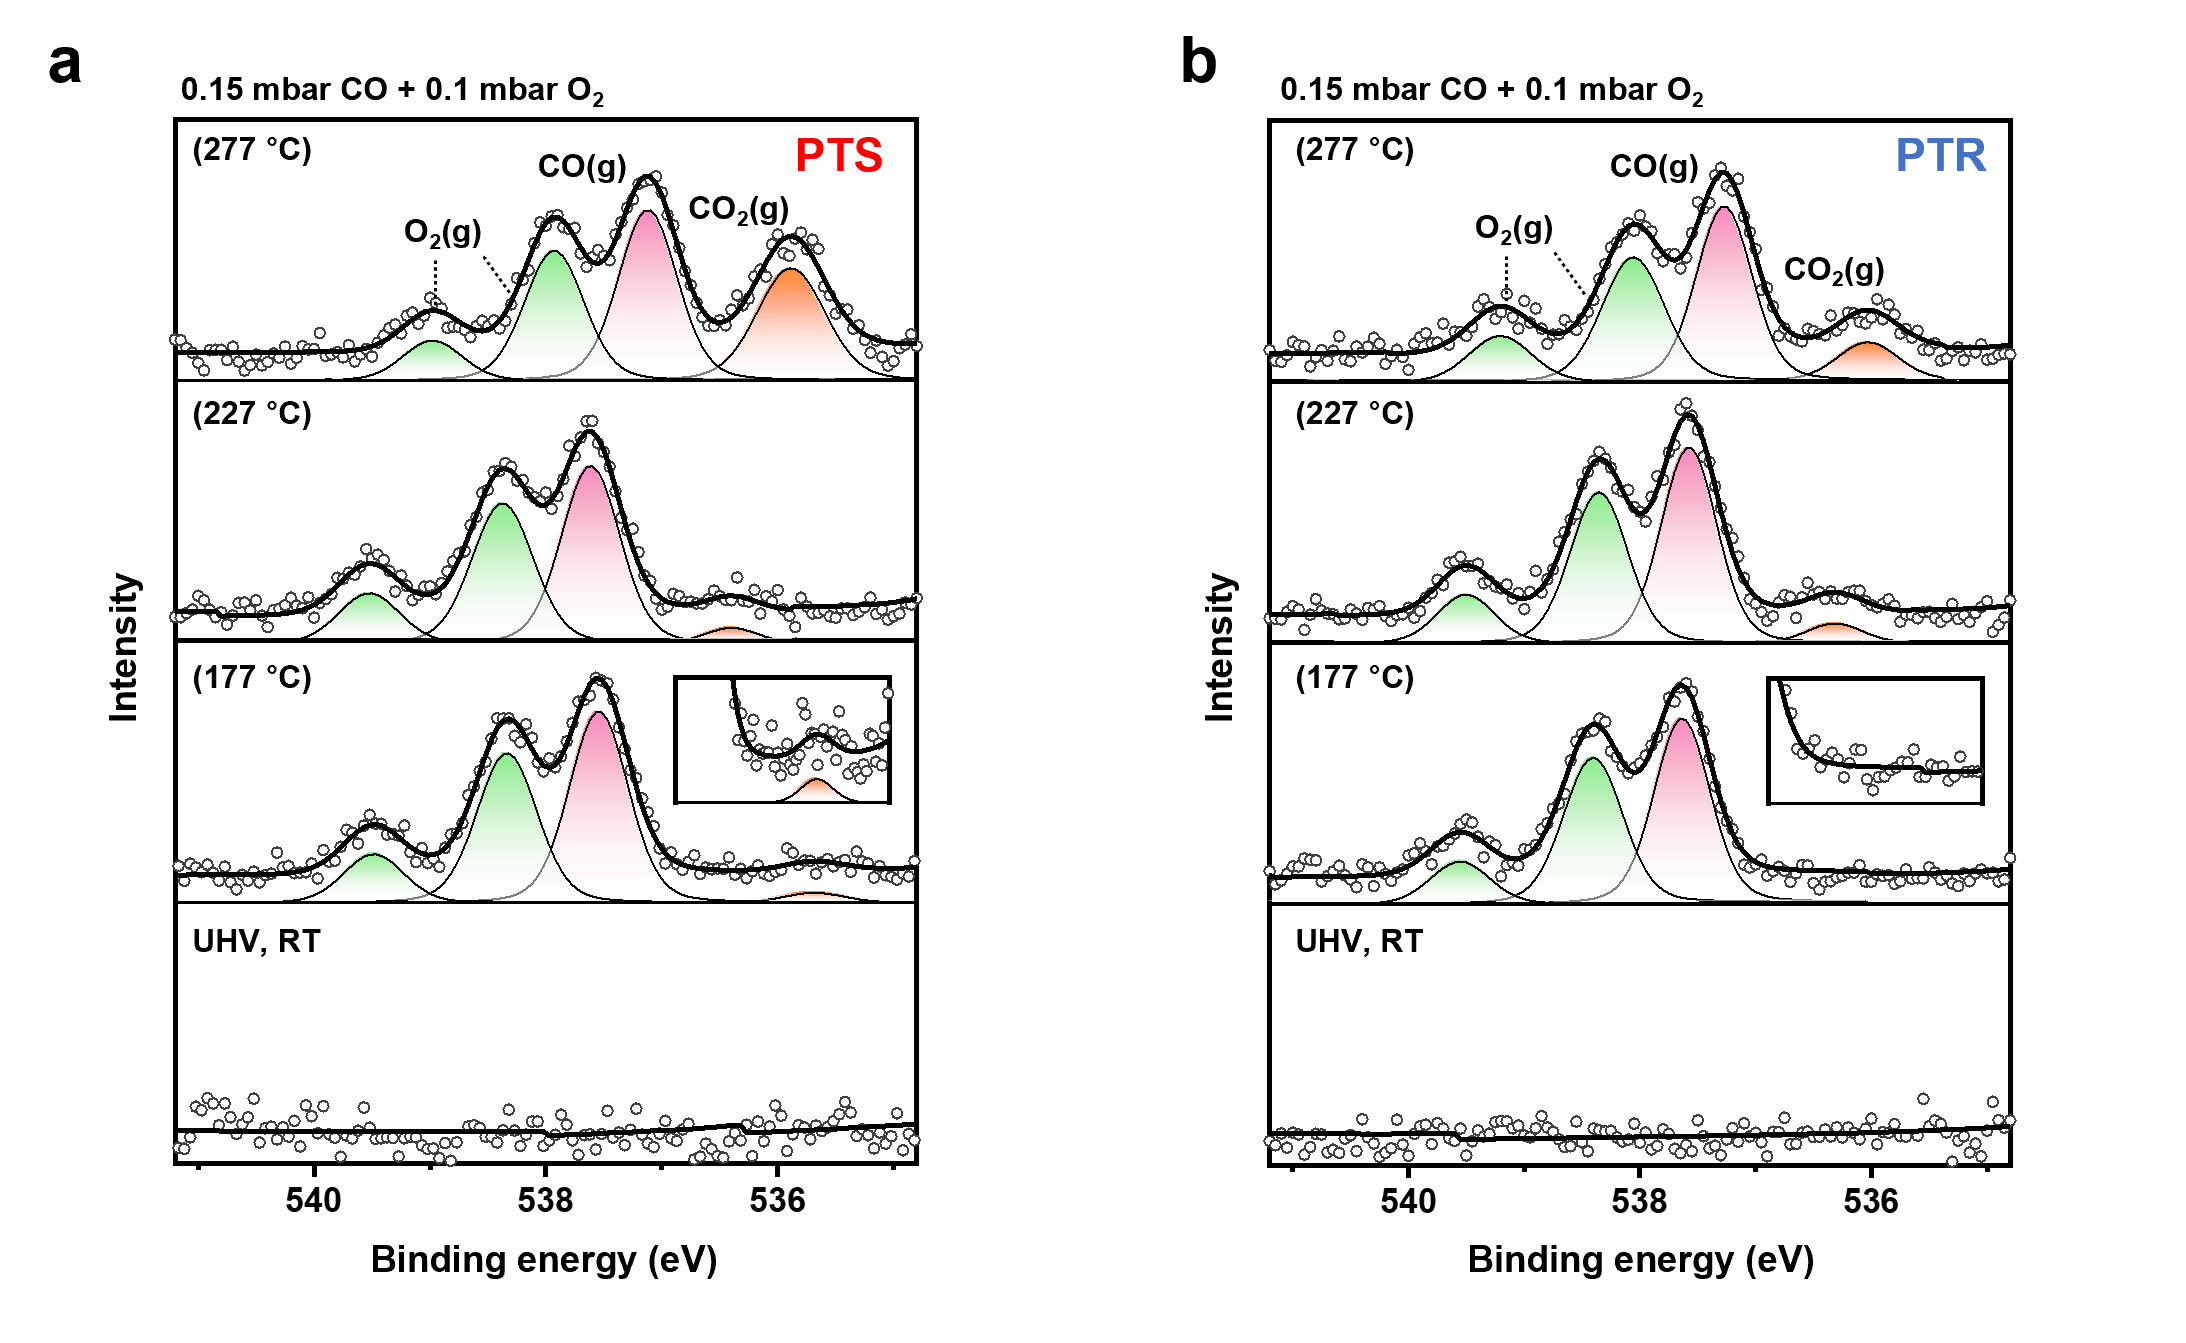 a
0.15 mbar CO + 0.1 mbar O₂
(277 °C)
PTS
CO(g)
CO₂(g)
O₂(g)
(227 °C)
(177 °C)
UHV, RT
Intensity
540
538
536
Binding energy (eV)
b
0.15 mbar CO + 0.1 mbar O₂
(277 °C)
PTR
CO(g)
O₂(g)
CO₂(g)
(227 °C)
(177 °C)
UHV, RT
Intensity
540
538
536
Binding energy (eV)